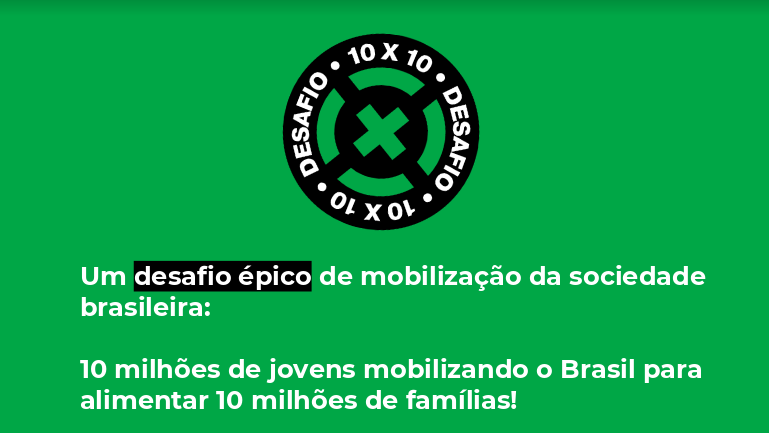 10 X 10 • DESAFIO • 10 X 10 • DESAFIO •
Um desafio épico de mobilização da sociedade
brasileira:
10 milhões de jovens mobilizando o Brasil para
alimentar 10 milhões de famílias!